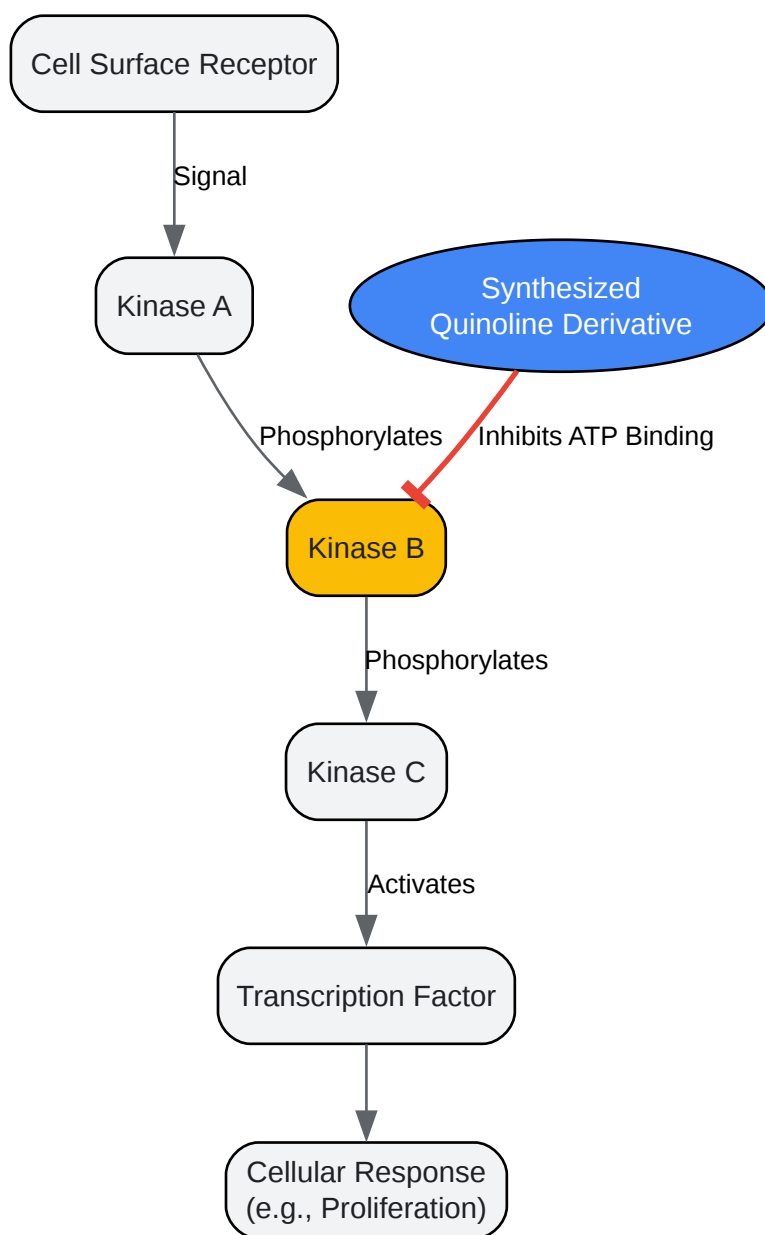 Cell Surface Receptor
Signal
Kinase A
Synthesized
Quinoline Derivative
Phosphorylates
Inhibits ATP Binding
Kinase B
Phosphorylates
Kinase C
Activates
Transcription Factor
Cellular Response
(e.g., Proliferation)